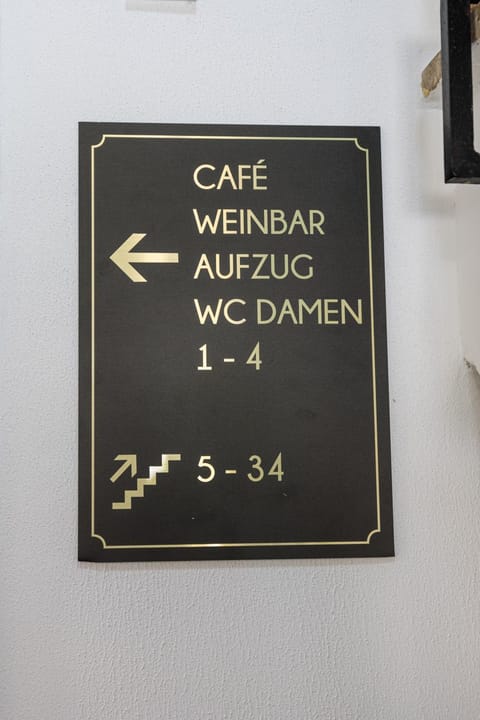 CAFÉ
WEINBAR
AUFZUG
WC DAMEN
1 - 4
5 - 34